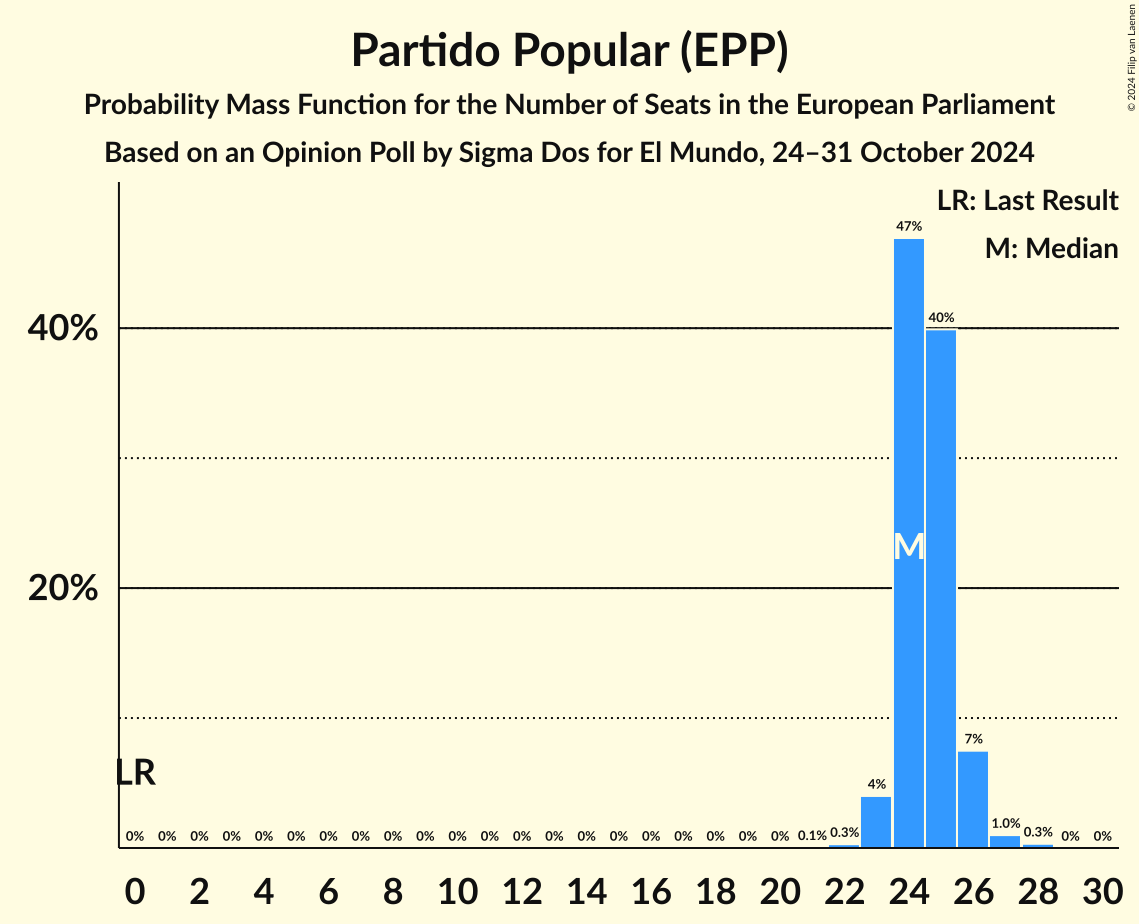 Partido Popular (EPP)
Probability Mass Function for the Number of Seats in the European Parliament
Based on an Opinion Poll by Sigma Dos for El Mundo, 24–31 October 2024
© 2024 Filip van Laenen
LR: Last Result
M: Median
47%
40%
40%
M
20%
7%
LR
4%
0% 0% 0% 0% 0% 0% 0% 0% 0% 0% 0% 0% 0% 0% 0% 0% 0% 0% 0% 0% 0% 0.1% 0.3% 1.0% 0.3% 0% 0%
0 2 4 6 8 10 12 14 16 18 20 22 24 26 28 30